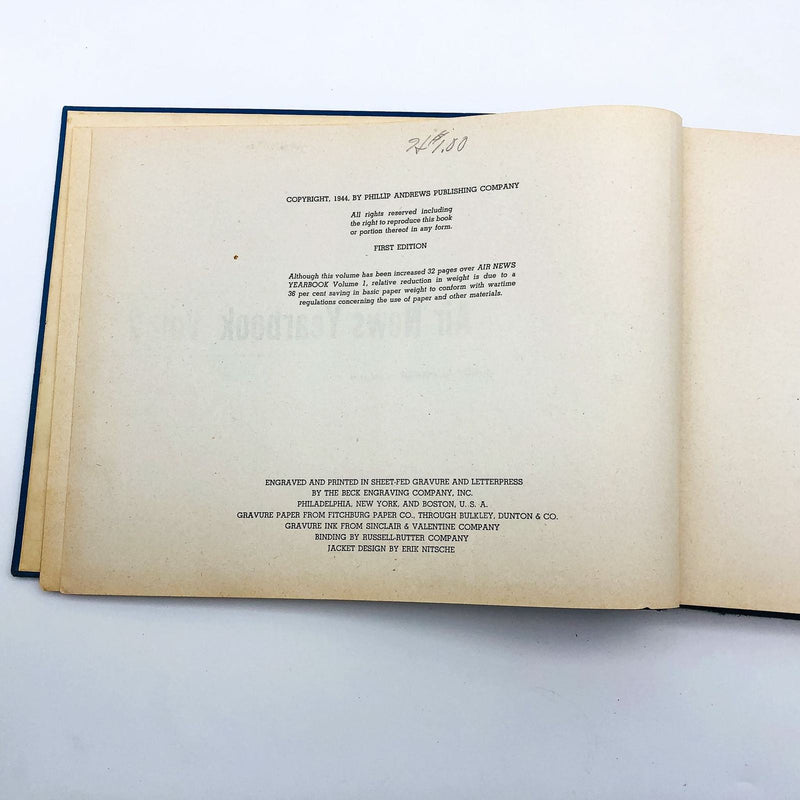 $1.00
COPYRIGHT, 1944, BY PHILLIP ANDREWS PUBLISHING COMPANY
All rights reserved including
the right to reproduce this book
or portion thereof in any form.
FIRST EDITION
Although this volume has been increased 32 pages over AIR NEWS
YEARBOOK Volume 1, relative reduction in weight is due to a
36 per cent saving in basic paper weight to conform with wartime
regulations concerning the use of paper and other materials.
Air News Yearbook
ENGRAVED AND PRINTED IN SHEET-FED GRAVURE AND LETTERPRESS
BY THE BECK ENGRAVING COMPANY, INC.
PHILADELPHIA, NEW YORK, AND BOSTON, U. S. A.
GRAVURE PAPER FROM FITCHBURG PAPER CO., THROUGH BULKLEY, DUNTON & CO.
GRAVURE INK FROM SINCLAIR & VALENTINE COMPANY
BINDING BY RUSSELL-RUTTER COMPANY
JACKET DESIGN BY ERIK NITSCHE